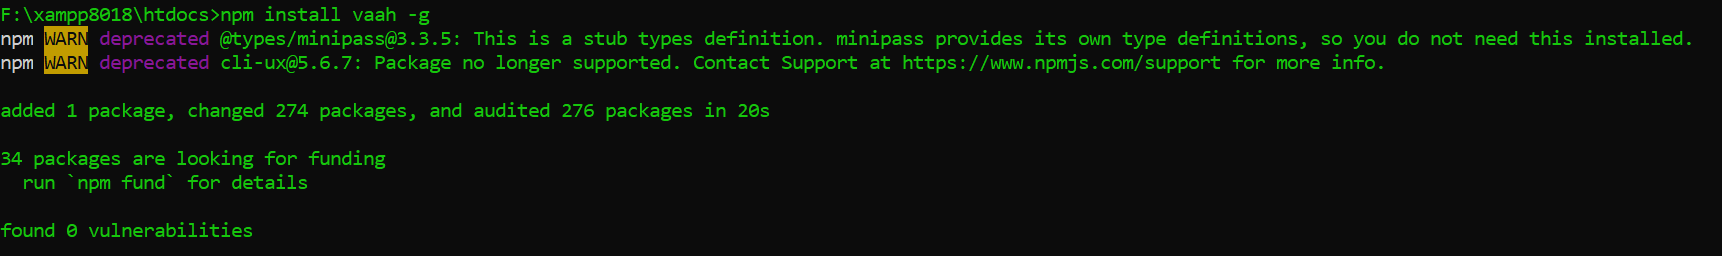 F:\xampp8018\htdocs>npm install vaah -g
npm WARN deprecated @types/minipass@3.3.5: This is a stub types definition. minipass provides its own type definitions, so you do not need this installed.
npm WARN deprecated cli-ux@5.6.7: Package no longer supported. Contact Support at https://www.npmjs.com/support for more info.
added 1 package, changed 274 packages, and audited 276 packages in 20s
34 packages are looking for funding
run `npm fund` for details
found 0 vulnerabilities